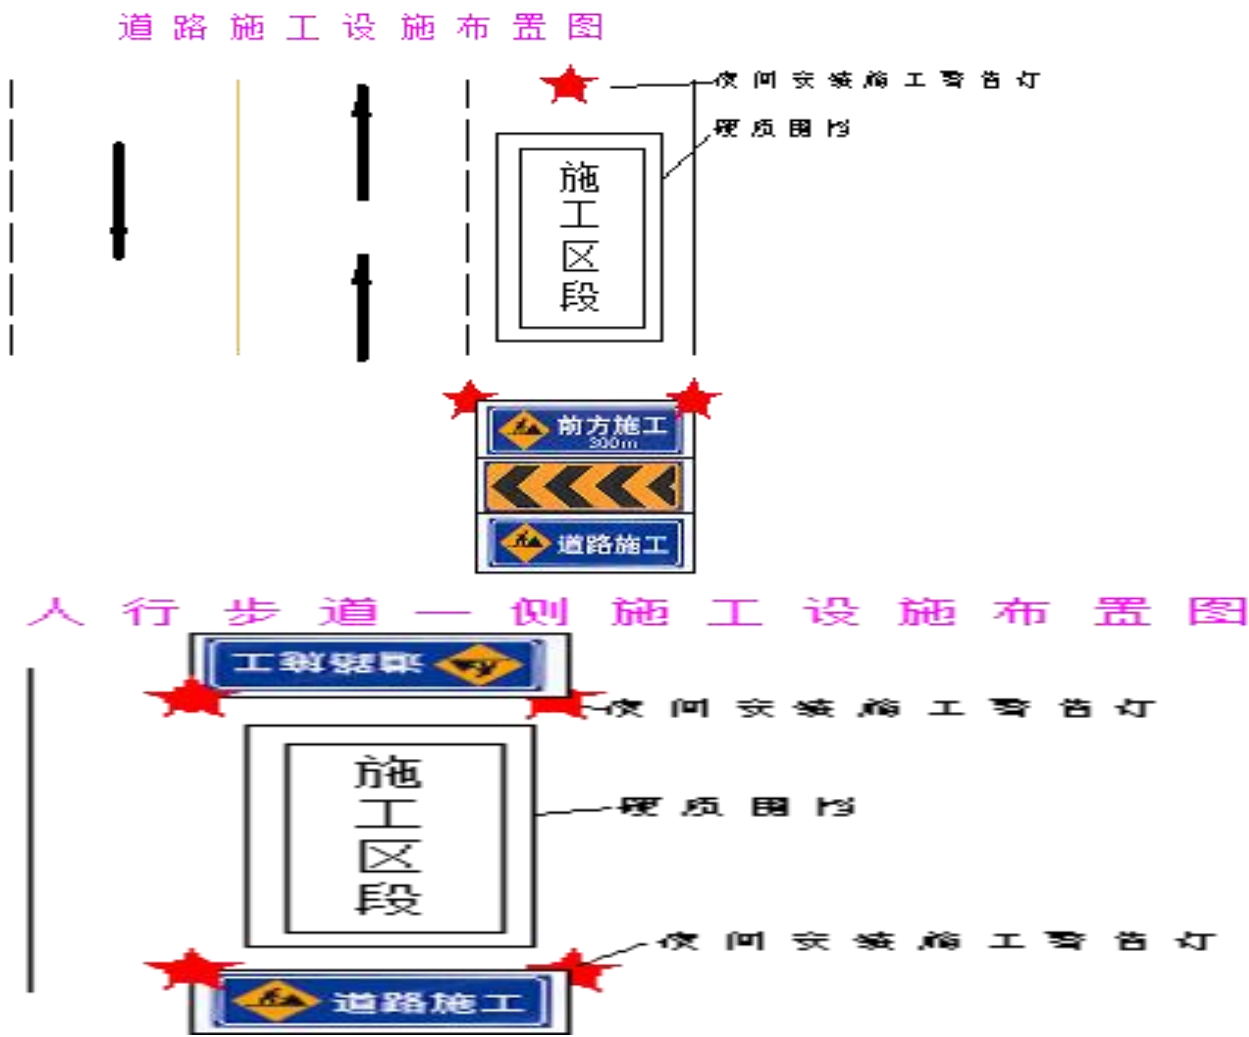 道路施工设施布置图
夜间安装施工警告灯
硬质围挡
施工区段
前方施工
300m
道路施工
人行步道一侧施工设施布置图
道路施工
夜间安装施工警告灯
施工区段
硬质围挡
夜间安装施工警告灯
道路施工